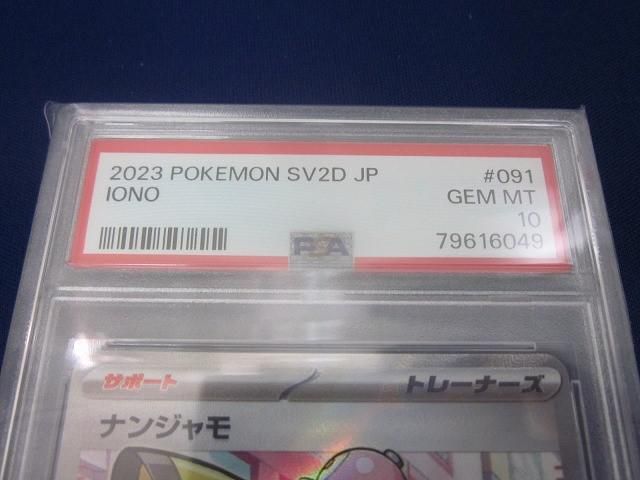 2023 POKEMON SV2D JP #091
IONO GEM MT
10
PSA 79616049
サポート トレーナーズ
ナンジャモ